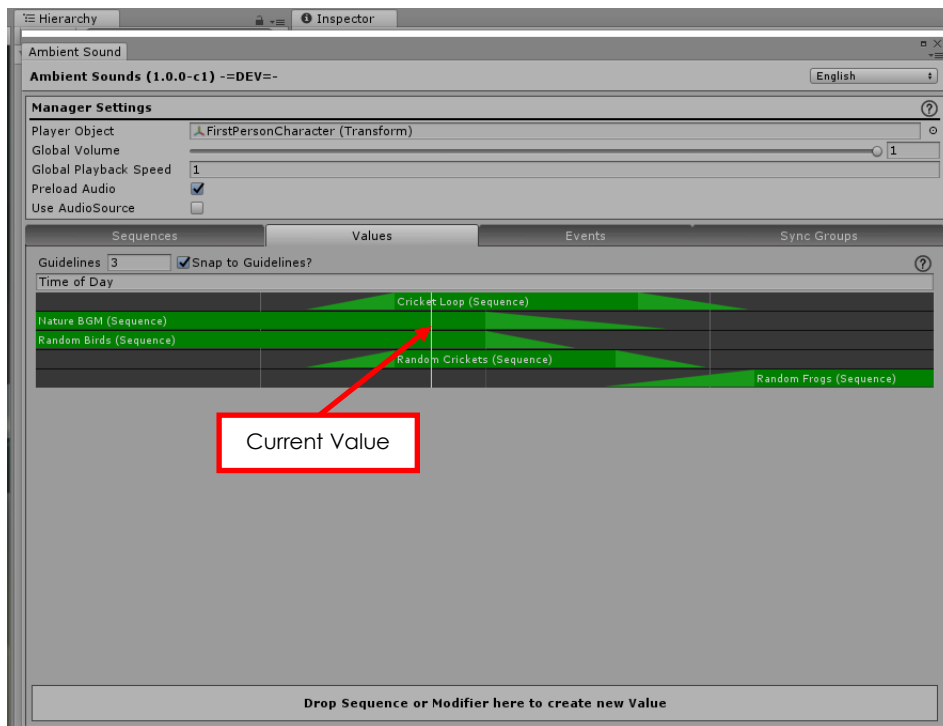 Hierarchy
Inspector
Ambient Sound
Ambient Sounds (1.0.0-c1) -=DEV=-
English
Manager Settings
Player Object FirstPersonCharacter (Transform)
Global Volume 1
Global Playback Speed 1
Preload Audio
Use AudioSource
Sequences Values Events Sync Groups
Guidelines 3 Snap to Guidelines?
Time of Day
Cricket Loop (Sequence)
Nature BGM (Sequence)
Random Birds (Sequence)
Random Crickets (Sequence)
Random Frogs (Sequence)
Current Value
Drop Sequence or Modifier here to create new Value